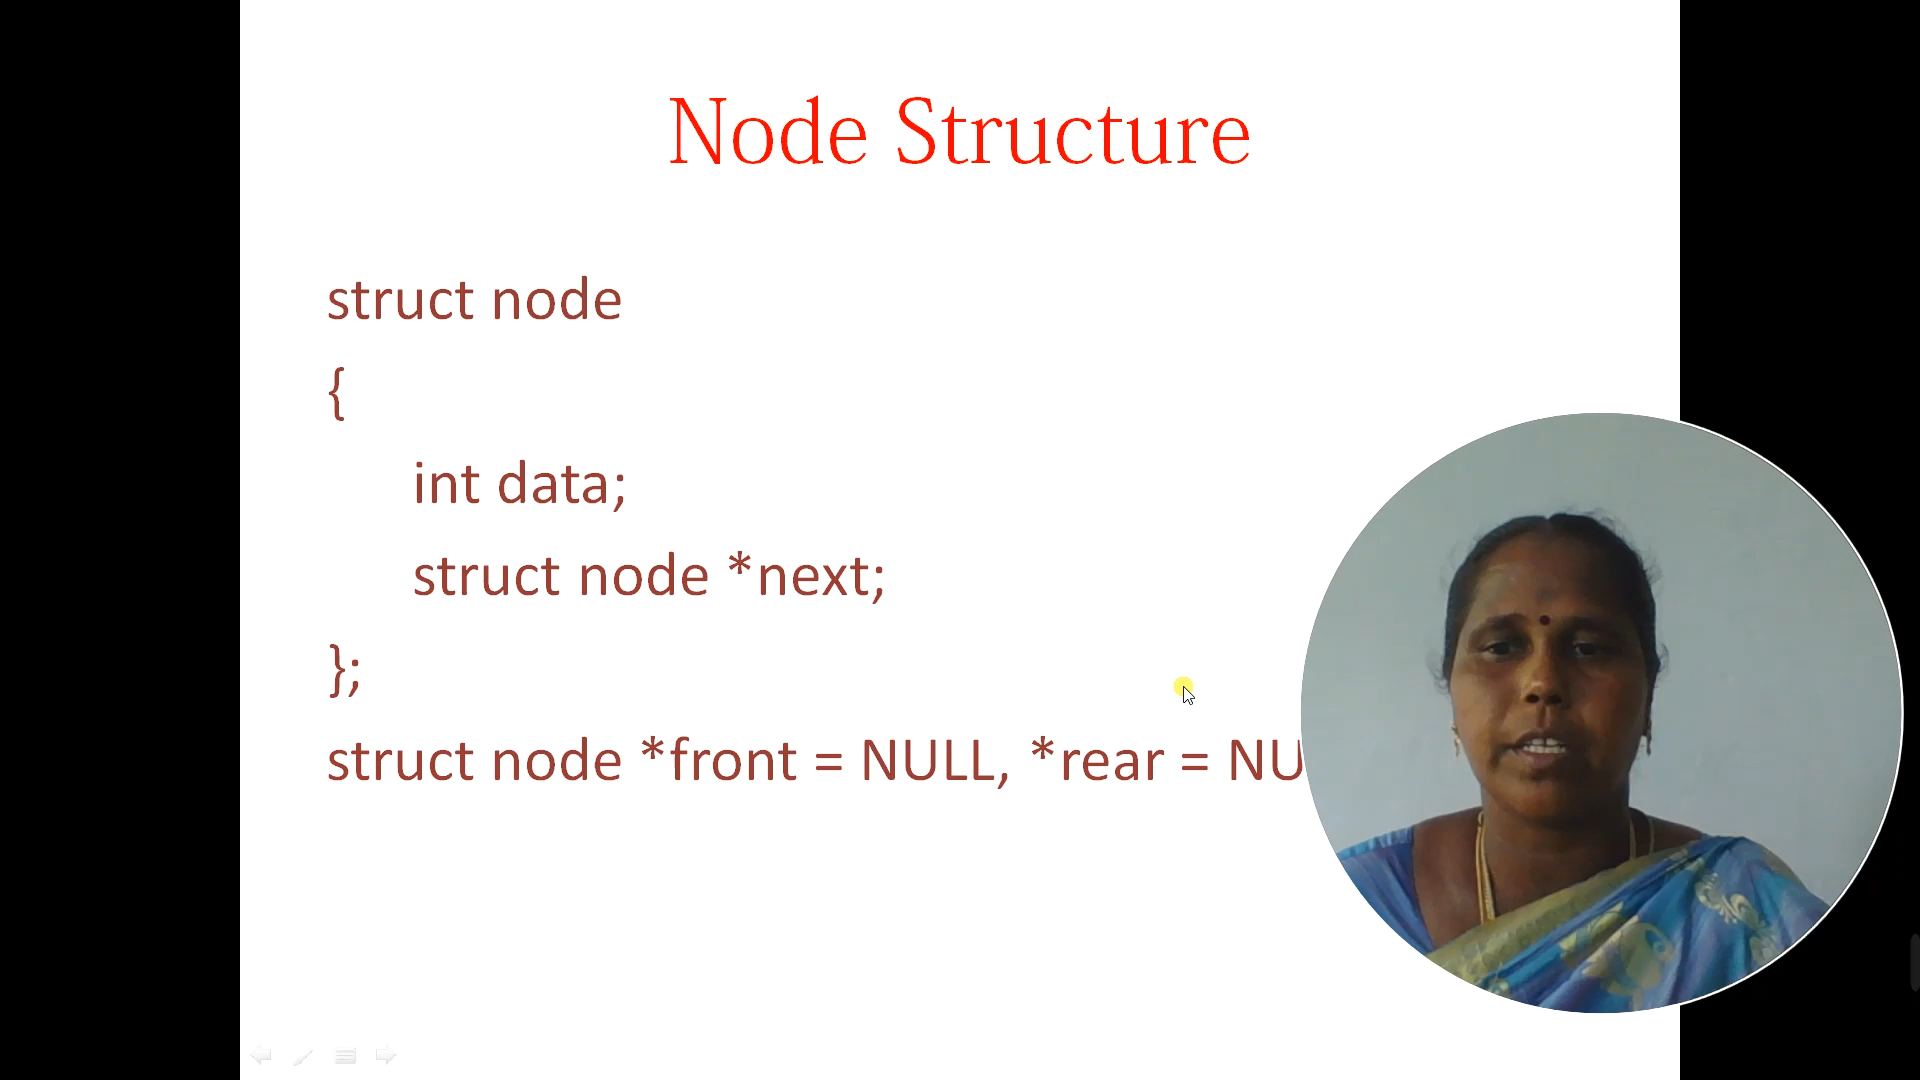 Node Structure
struct node
{
int data;
struct node *next;
};
struct node *front = NULL, *rear = NU